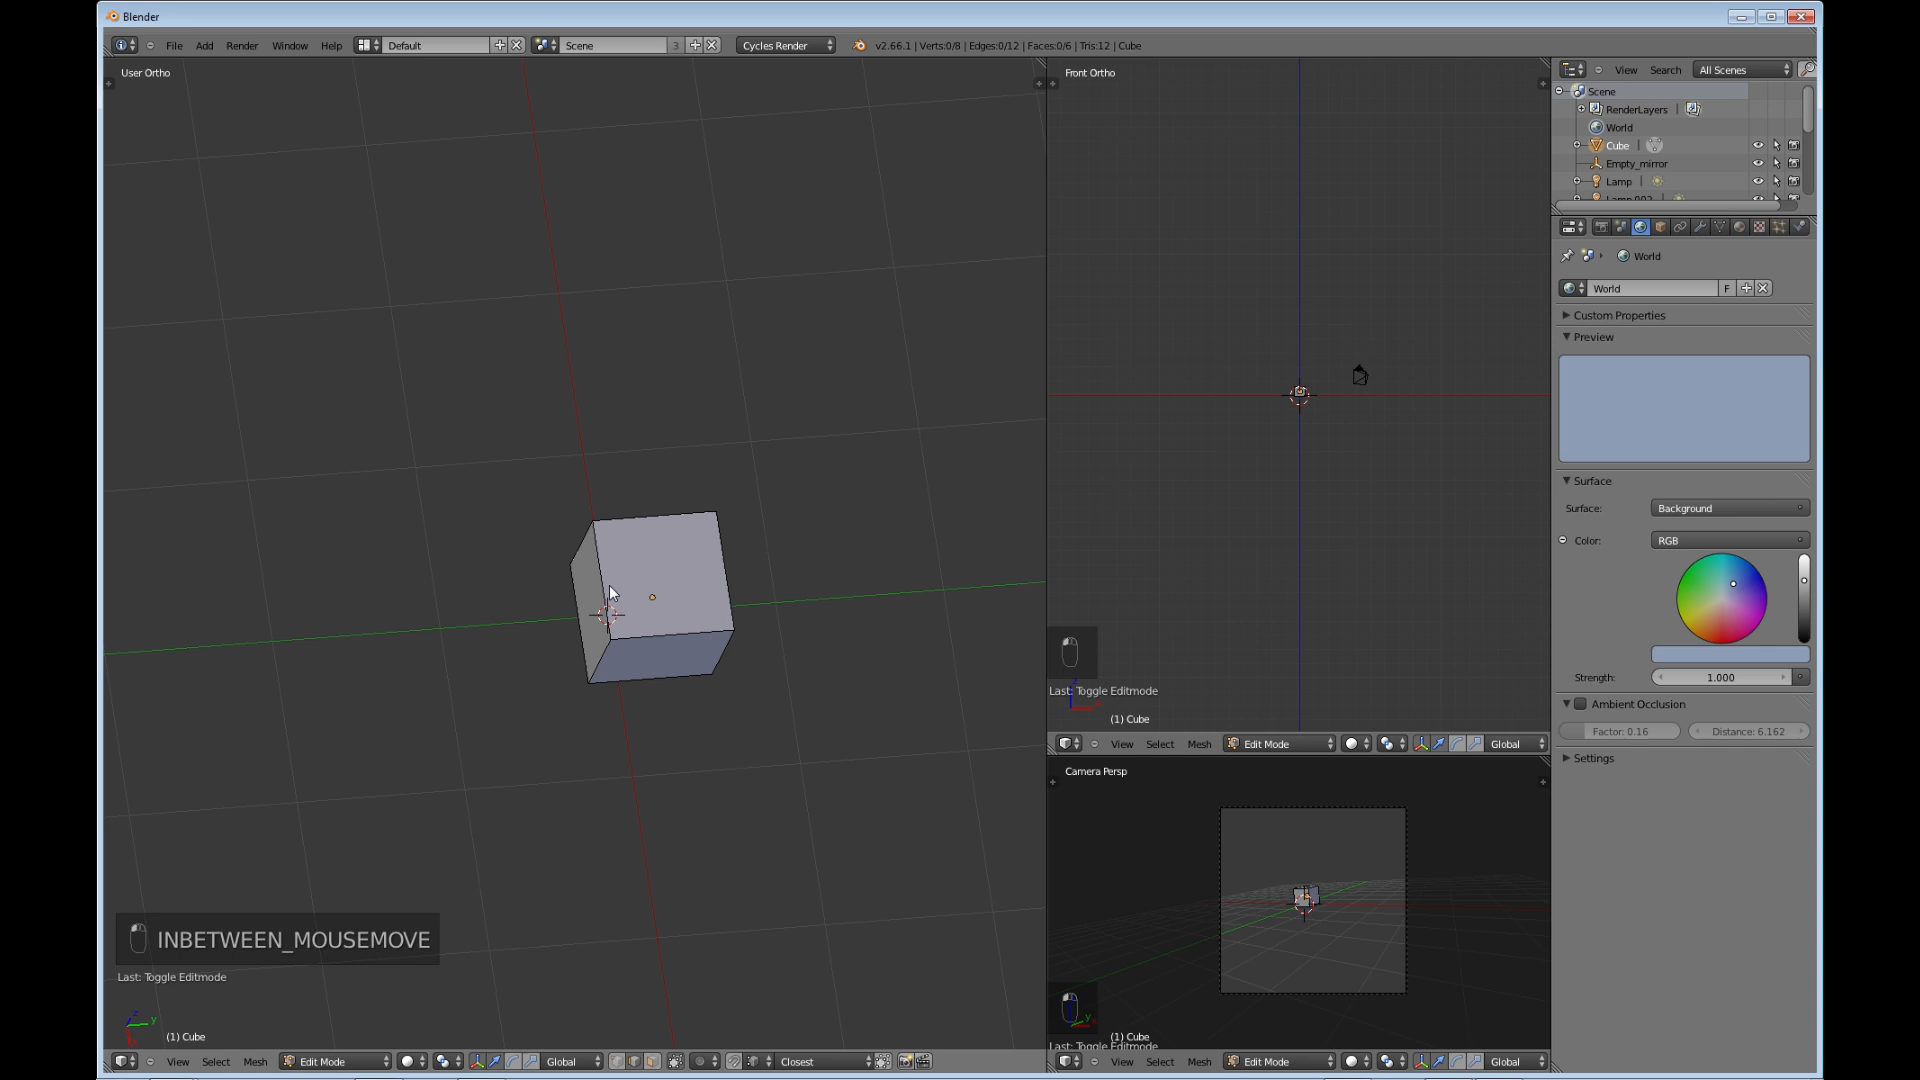 Blender
File Add Render Window Help Default Scene 3 Cycles Render v2.66.1 | Verts:0/8 | Edges:0/12 | Faces:0/6 | Tris:12 | Cube
User Ortho
Front Ortho
View Search All Scenes
Scene
RenderLayers
World
Cube
Empty_mirror
Lamp
Lamp.002
World
World F
Custom Properties
Preview
Surface
Surface: Background
Color: RGB
Strength: 1.000
Ambient Occlusion
Factor: 0.16 Distance: 6.162
Settings
Last: Toggle Editmode
(1) Cube
View Select Mesh Edit Mode Global
Camera Persp
INBETWEEN_MOUSEMOVE
Last: Toggle Editmode
(1) Cube
(1) Cube
Last: Toggle Editmode
View Select Mesh Edit Mode Global Closest
View Select Mesh Edit Mode Global